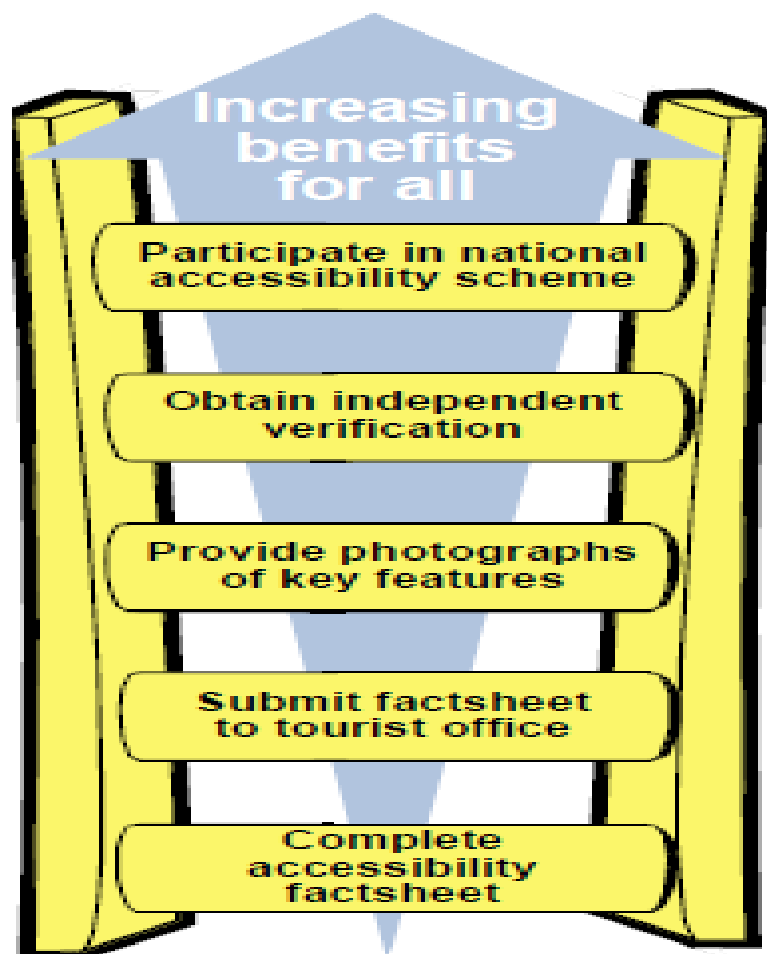 Increasing
benefits
for all
Participate in national
accessibility scheme
Obtain independent
verification
Provide photographs
of key features
Submit factsheet
to tourist office
Complete
accessibility
factsheet